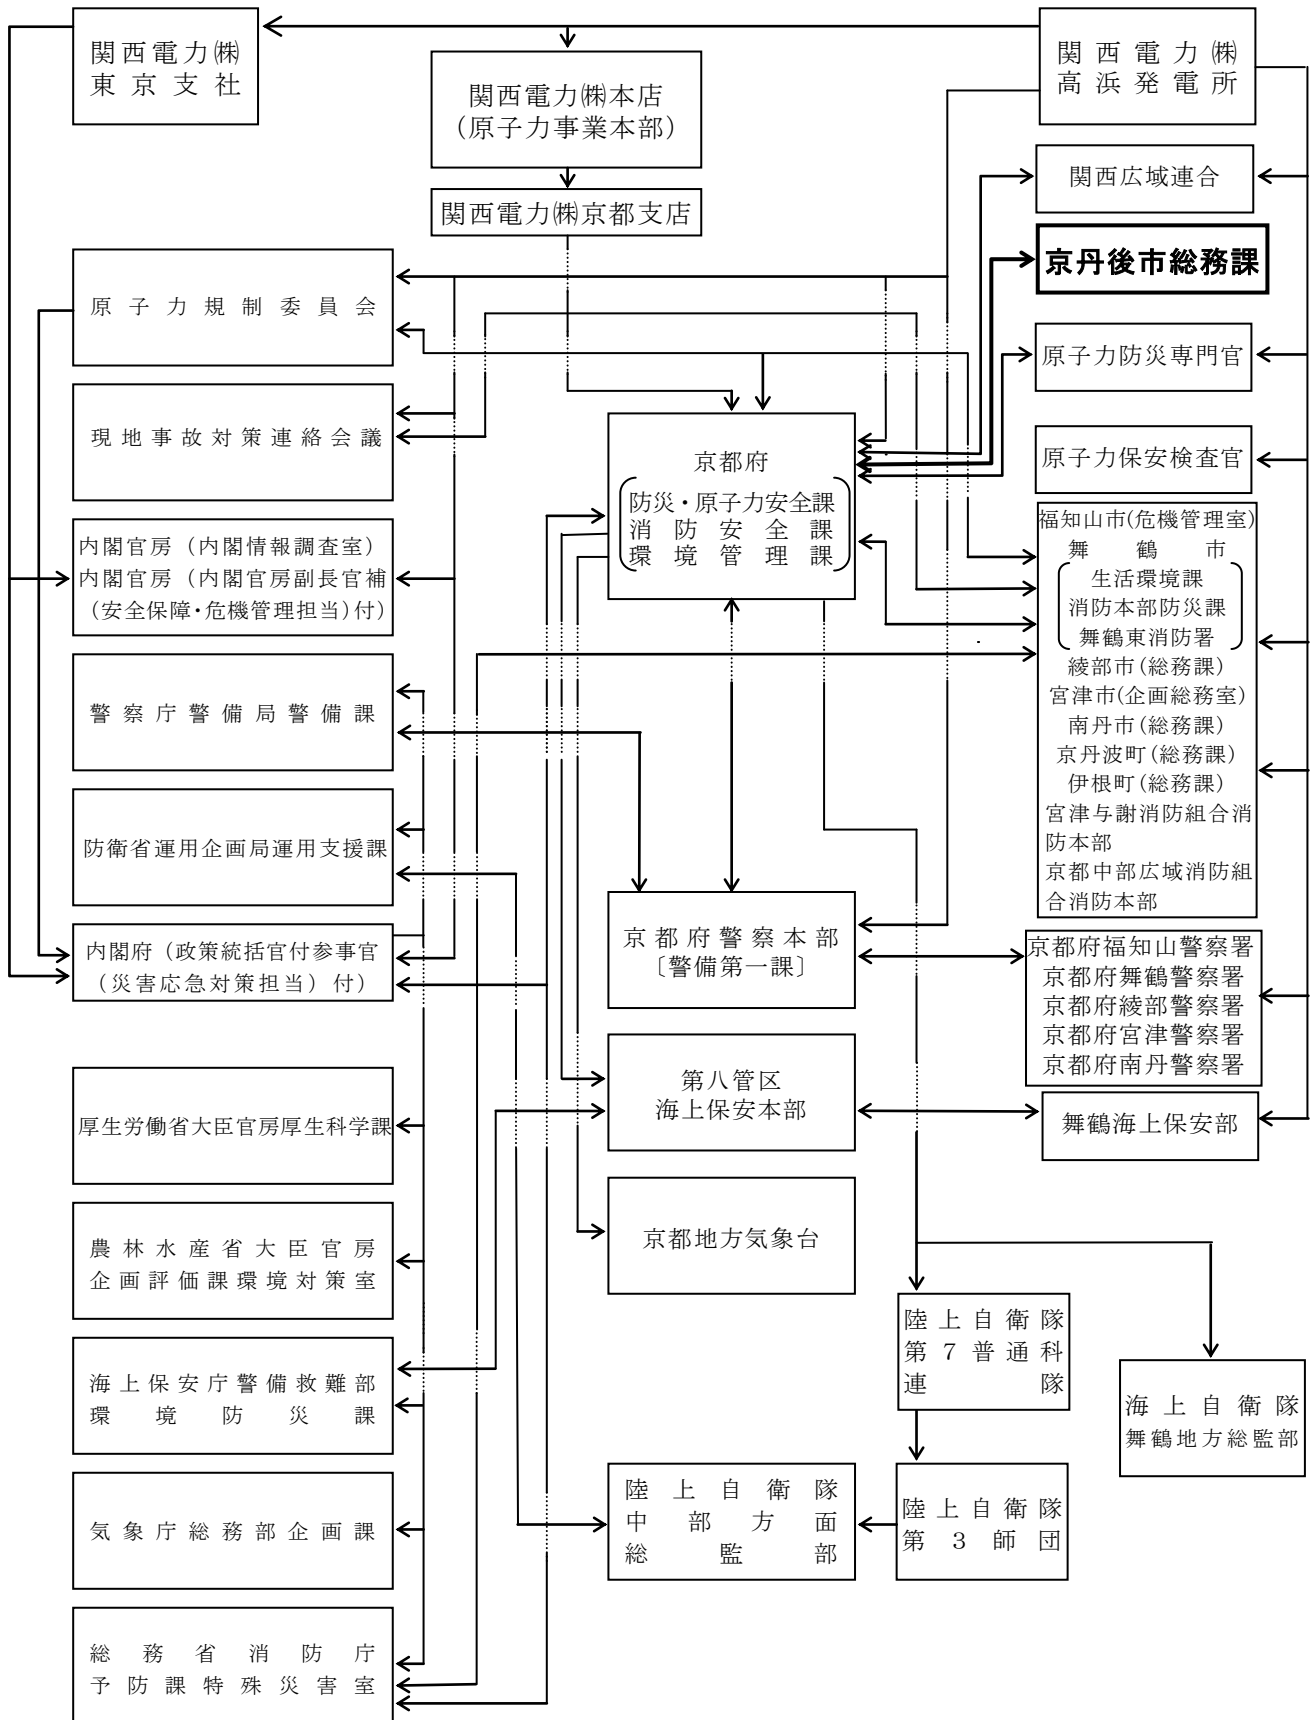 関西電力㈱
東京支社
関西電力㈱本店
（原子力事業本部）
関西電力㈱京都支店
関西電力㈱
高浜発電所
関西広域連合
京丹後市総務課
原子力防災専門官
原子力保安検査官
福知山市(危機管理室)
舞鶴市
生活環境課
消防本部防災課
舞鶴東消防署
綾部市(総務課)
宮津市(企画総務室)
南丹市(総務課)
京丹波町(総務課)
伊根町(総務課)
宮津与謝消防組合消
防本部
京都中部広域消防組
合消防本部
京都府福知山警察署
京都府舞鶴警察署
京都府綾部警察署
京都府宮津警察署
京都府南丹警察署
舞鶴海上保安部
原子力規制委員会
現地事故対策連絡会議
内閣官房（内閣情報調査室）
内閣官房（内閣官房副長官補
（安全保障・危機管理担当）付）
警察庁警備局警備課
防衛省運用企画局運用支援課
内閣府（政策統括官付参事官
（災害応急対策担当）付）
厚生労働省大臣官房厚生科学課
農林水産省大臣官房
企画評価課環境対策室
海上保安庁警備救難部
環境防災課
気象庁総務部企画課
総務省消防庁
予防課特殊災害室
京都府
防災・原子力安全課
消防安全課
環境管理課
京都府警察本部
〔警備第一課〕
第八管区
海上保安本部
京都地方気象台
陸上自衛隊
第７普通科
連隊
海上自衛隊
舞鶴地方総監部
陸上自衛隊
中部方面
総監部
陸上自衛隊
第３師団